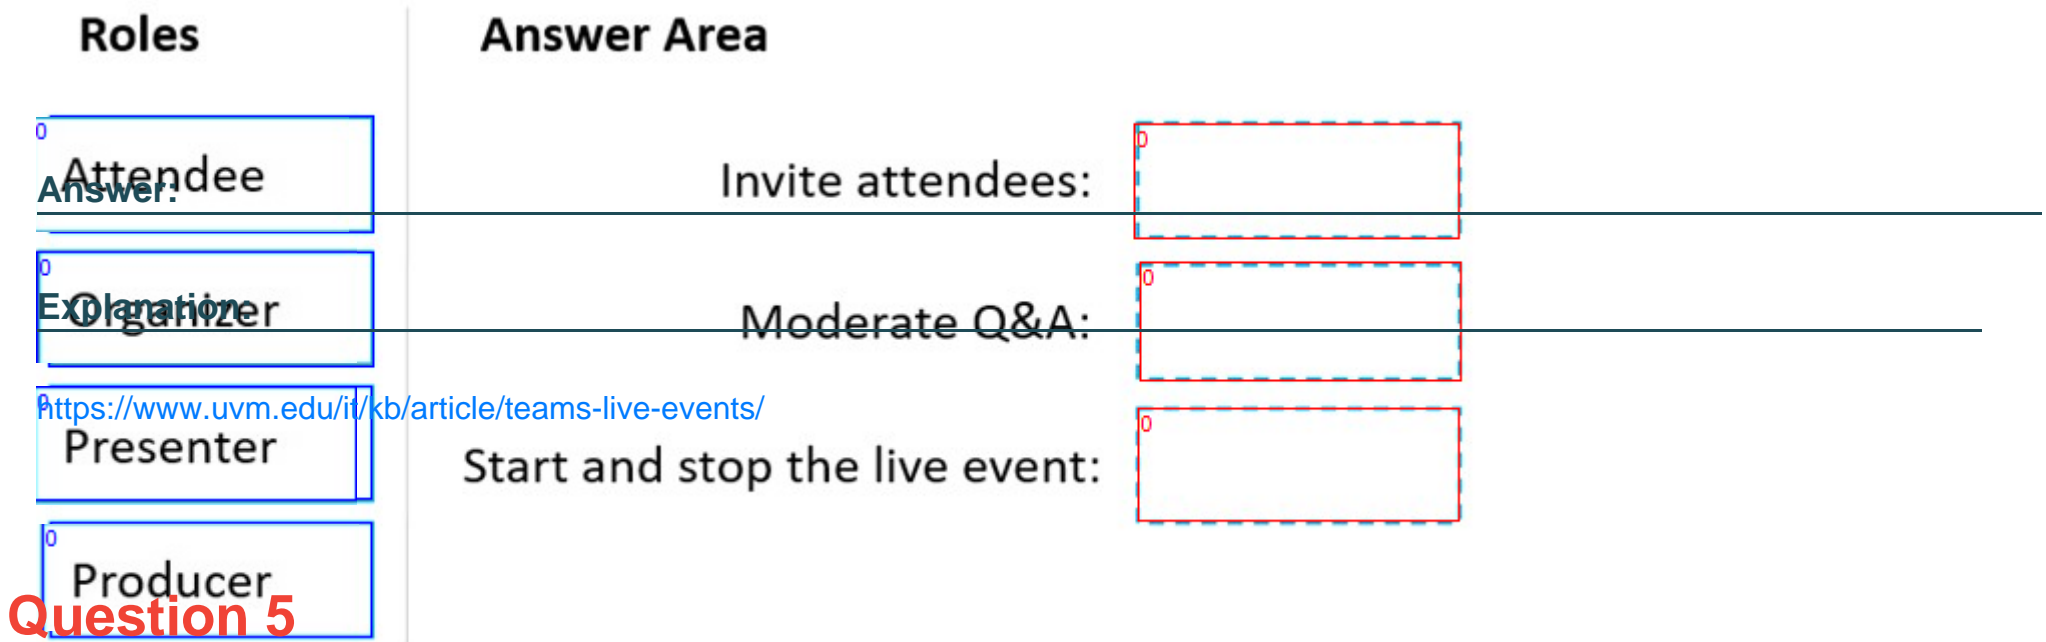 Roles
Answer Area
0
Attendee
Answer:
Invite attendees:
0
0
Organizer
Explanation:
Moderate Q&A:
0
0
https://www.uvm.edu/it/kb/article/teams-live-events/
Presenter
Start and stop the live event:
0
0
Producer
Question 5